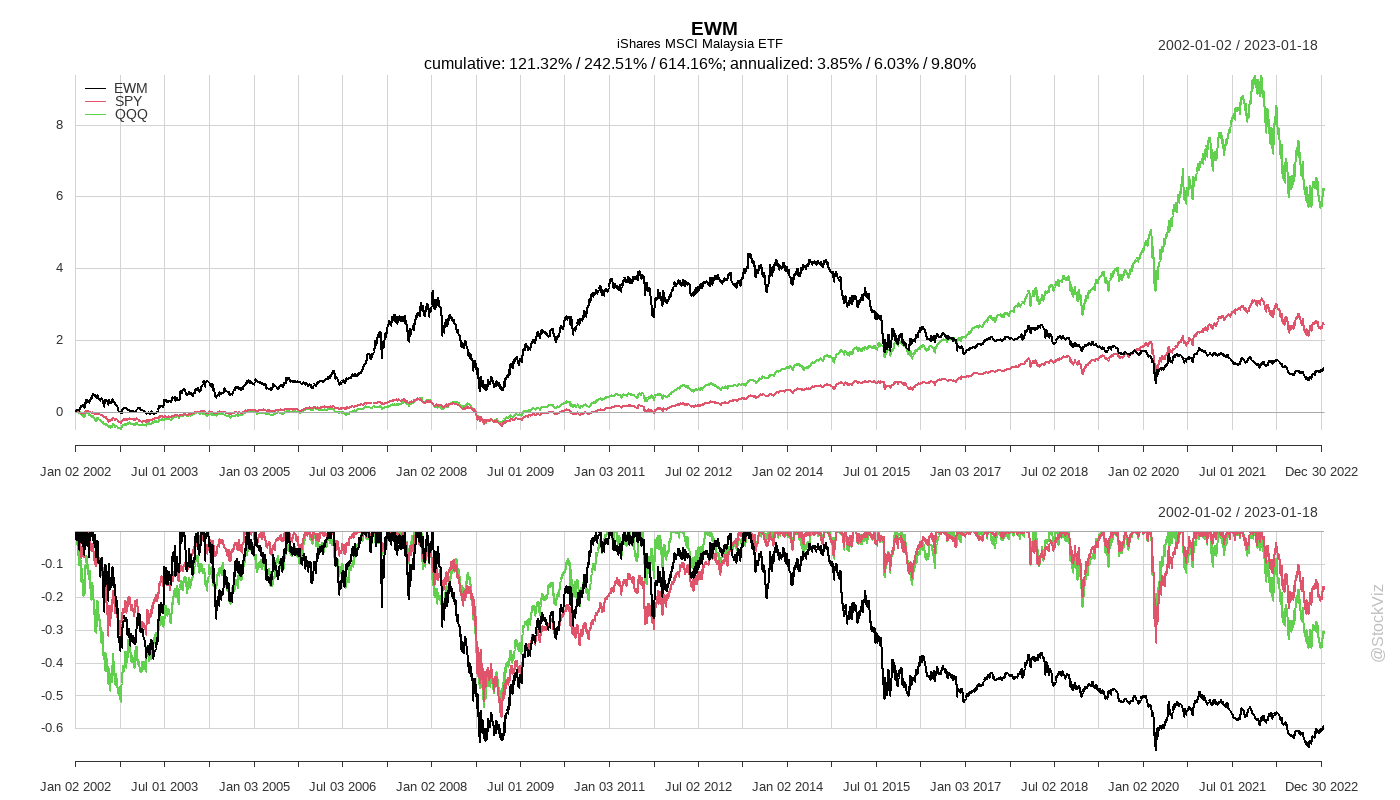 EWM
iShares MSCI Malaysia ETF
2002-01-02 / 2023-01-18
cumulative: 121.32% / 242.51% / 614.16%; annualized: 3.85% / 6.03% / 9.80%
EWM
SPY
QQQ
8
6
4
2
0
Jan 02 2002 Jul 01 2003 Jan 03 2005 Jul 03 2006 Jan 02 2008 Jul 01 2009 Jan 03 2011 Jul 02 2012 Jan 02 2014 Jul 01 2015 Jan 03 2017 Jul 02 2018 Jan 02 2020 Jul 01 2021 Dec 30 2022
2002-01-02 / 2023-01-18
-0.1
-0.2
-0.3
-0.4
-0.5
-0.6
Jan 02 2002 Jul 01 2003 Jan 03 2005 Jul 03 2006 Jan 02 2008 Jul 01 2009 Jan 03 2011 Jul 02 2012 Jan 02 2014 Jul 01 2015 Jan 03 2017 Jul 02 2018 Jan 02 2020 Jul 01 2021 Dec 30 2022
@StockViz